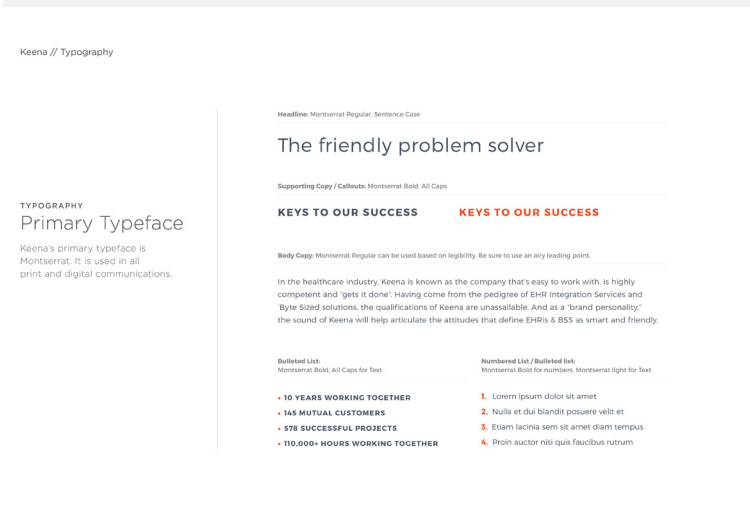 Keena // Typography
TYPOGRAPHY
Primary Typeface
Keena's primary typeface is
Montserrat. It is used in all
print and digital communications.
Headline: Montserrat Regular, Sentence Case
The friendly problem solver
Supporting Copy / Callouts: Montserrat Bold, All Caps
KEYS TO OUR SUCCESS
KEYS TO OUR SUCCESS
Body Copy: Montserrat Regular can be used based on legibility. Be sure to use an airy leading point.
In the healthcare industry, Keena is known as the company that's easy to work with, is highly
competent and "gets it done". Having come from the pedigree of EHR Integration Services and
'Byte Sized solutions, the qualifications of Keena are unassailable. And as a "brand personality,"
the sound of Keena will help articulate the attitudes that define EHRis & BSS as smart and friendly.
Bulleted List:
Montserrat Bold, All Caps for Text
• 10 YEARS WORKING TOGETHER
• 145 MUTUAL CUSTOMERS
• 578 SUCCESSFUL PROJECTS
• 110,000+ HOURS WORKING TOGETHER
Numbered List / Bulleted list:
Montserrat Bold for numbers. Montserrat light for Text
1. Lorem ipsum dolor sit amet
2. Nulla et dui blandit posuere velit et
3. Etiam lacinia sem sit amet diam tempus
4. Proin auctor nisi quis faucibus rutrum